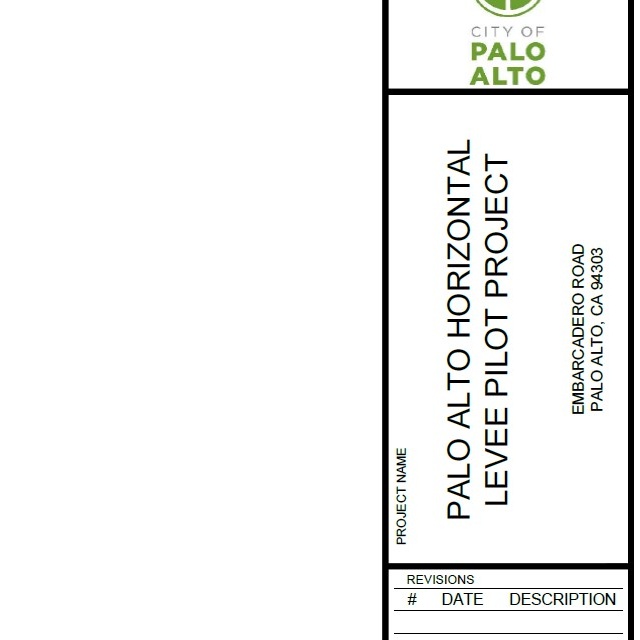 CITY OF
PALO
ALTO
PROJECT NAME
PALO ALTO HORIZONTAL
LEVEE PILOT PROJECT
EMBARCADERO ROAD
PALO ALTO, CA 94303
REVISIONS
# DATE DESCRIPTION